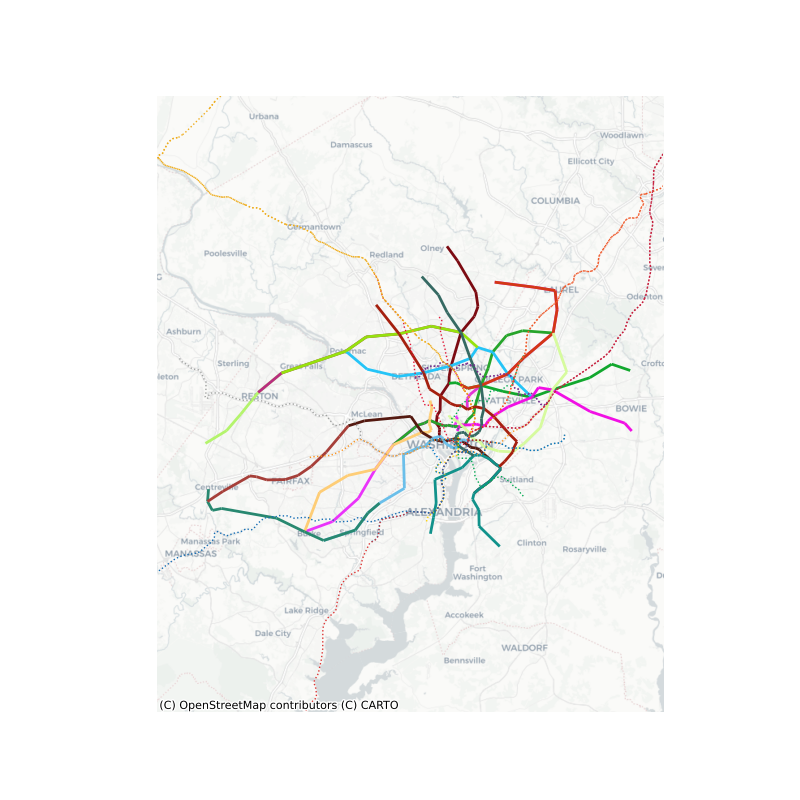 Urbana
Woodlawn
Damascus
Ellicott City
COLUMBIA
Germantown
Olney
Redland
Poolesville
LAUREL
Odenton
Ashburn
Potomac
Sterling
Great Falls
BETHESDA
HYATTSVILLE
RESTON
BOWIE
McLean
WASHINGTON
FAIRFAX
Suitland
Centreville
ALEXANDRIA
Burke
Springfield
Manassas Park
MANASSAS
Clinton
Rosaryville
Fort
Washington
Lake Ridge
Accokeek
Dale City
WALDORF
Bennsville
(C) OpenStreetMap contributors (C) CARTO